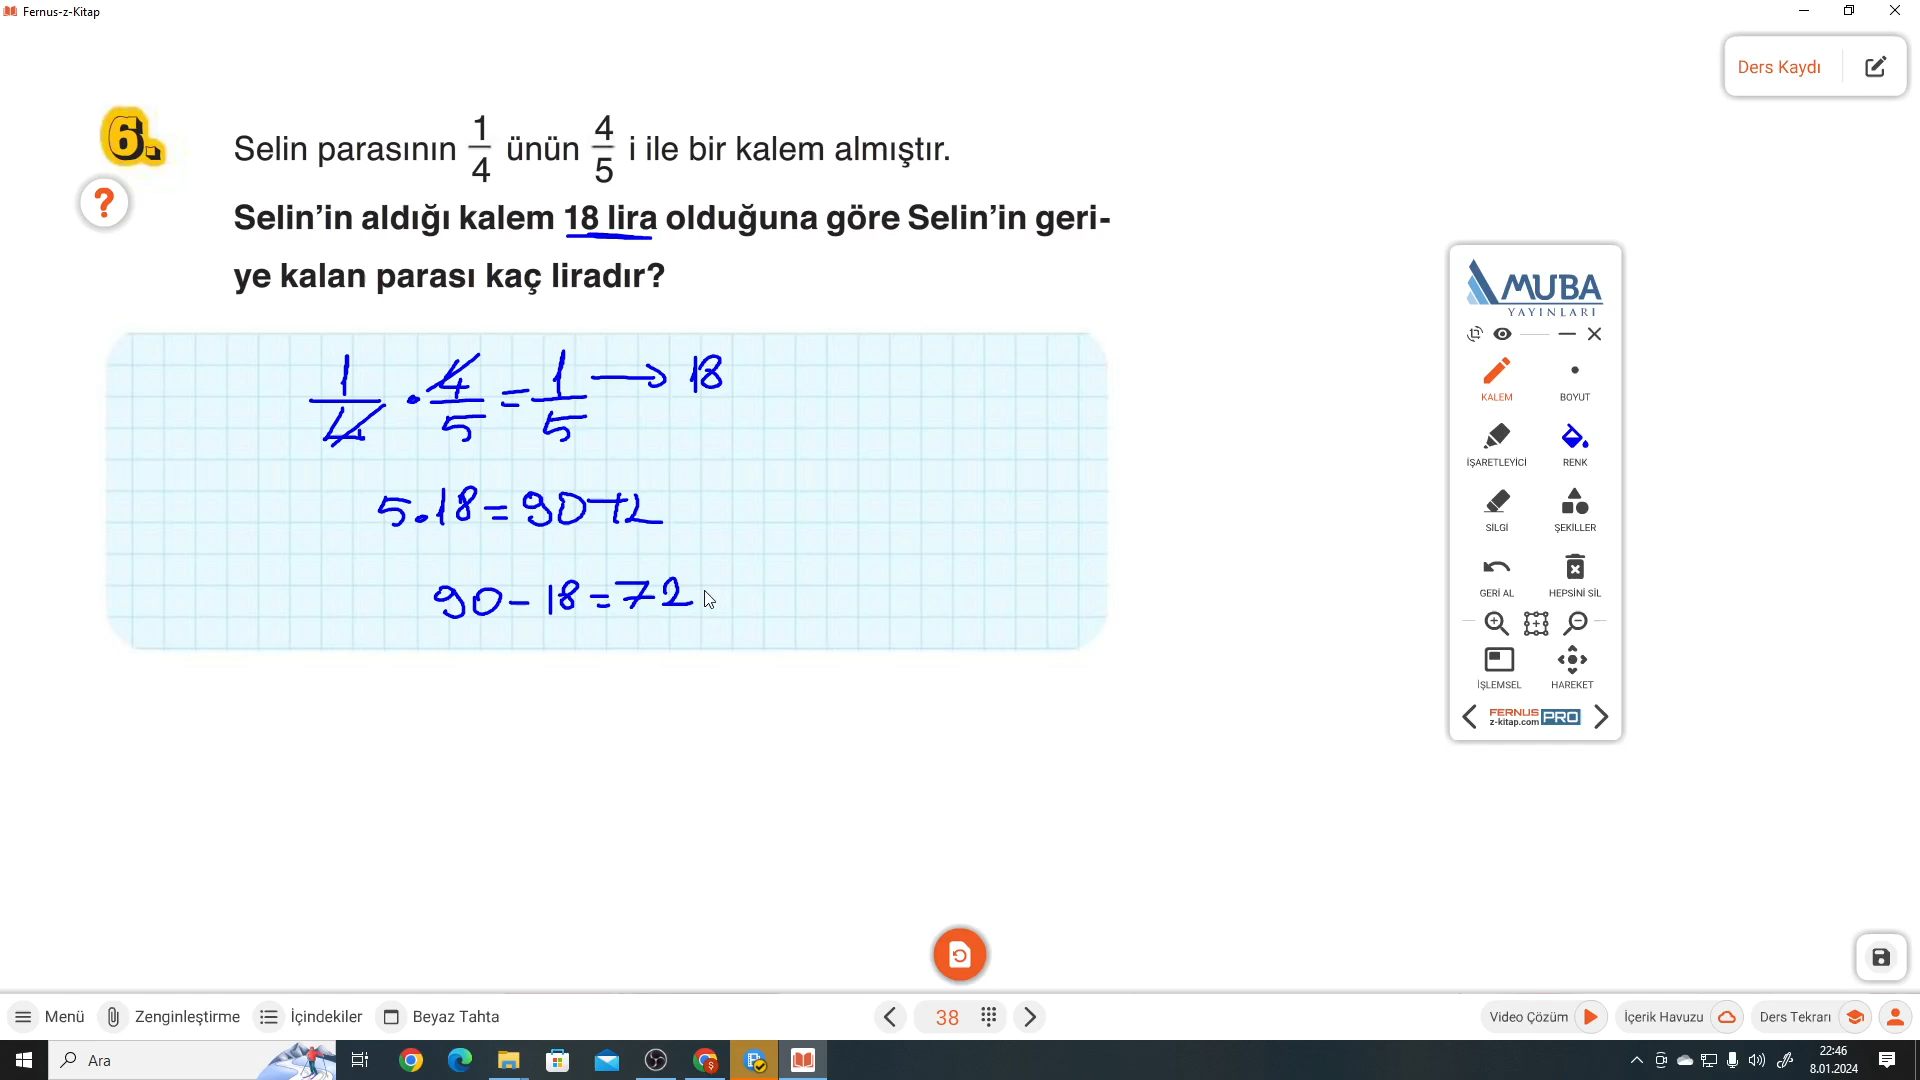 Fernus-z-Kitap
Ders Kaydı
6.
Selin parasının 1/4 ünün 4/5 i ile bir kalem almıştır.
?
Selin’in aldığı kalem 18 lira olduğuna göre Selin’in geri-
ye kalan parası kaç liradır?
1/4 · 4/5 = 1/5 → 18
5.18=90TL
90-18=72
MUBA
YAYINLARI
KALEM
BOYUT
İŞARETLEYİCİ
RENK
SİLGİ
ŞEKİLLER
GERİ AL
HEPSİNİ SİL
İŞLEMSEL
HAREKET
FERNUS
z-kitap.com PRO
Menü
Zenginleştirme
İçindekiler
Beyaz Tahta
38
Video Çözüm
İçerik Havuzu
Ders Tekrarı
Ara
22:46
8.01.2024